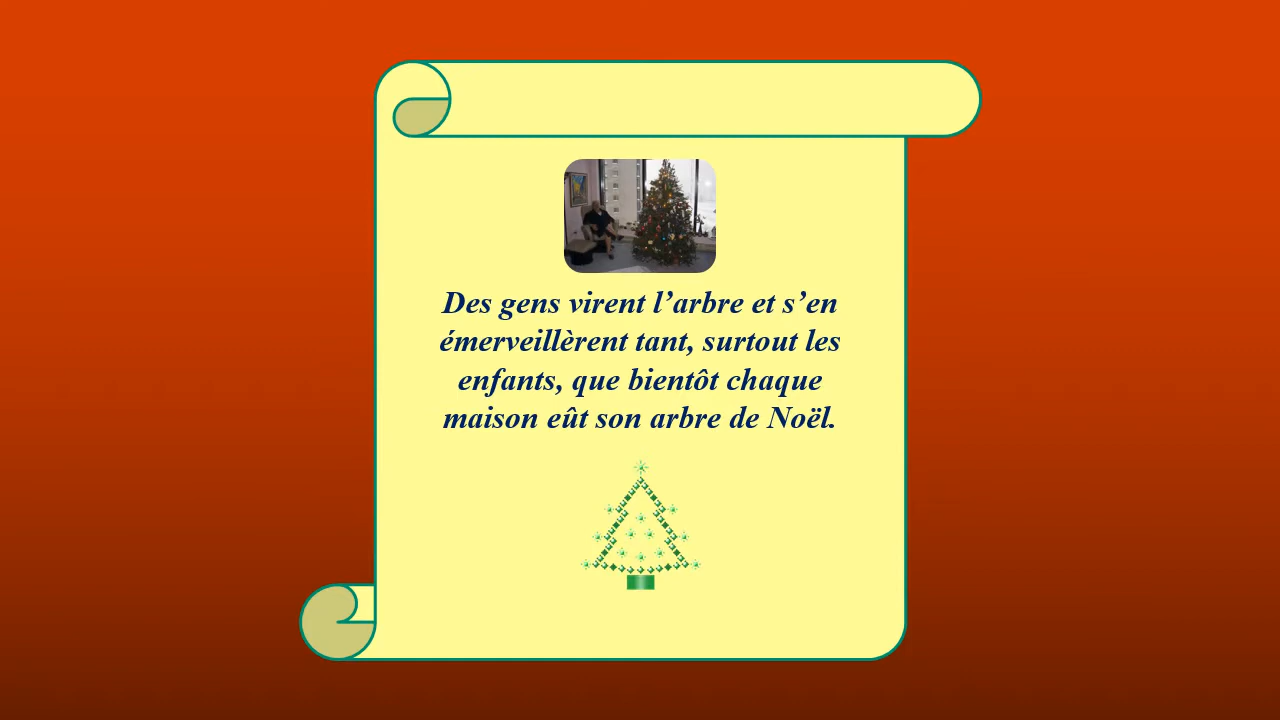 Des gens virent l’arbre et s’en
émerveillèrent tant, surtout les
enfants, que bientôt chaque
maison eût son arbre de Noël.